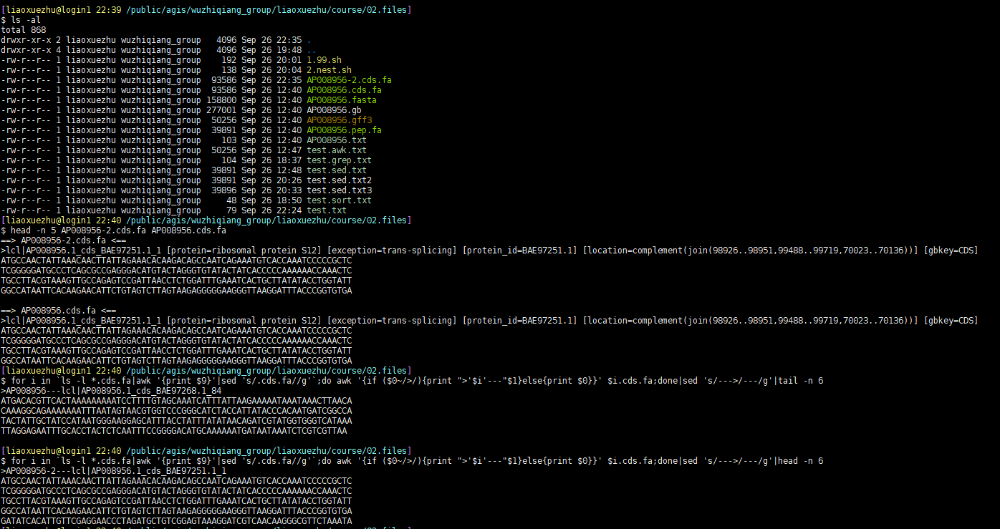 [liaoxuezhu@login1 22:39 /public/agis/wuzhiqiang_group/liaoxuezhu/course/02.files]
$ ls -al
total 868
drwxr-xr-x 2 liaoxuezhu wuzhiqiang_group   4096 Sep 26 22:35 .
drwxr-xr-x 4 liaoxuezhu wuzhiqiang_group   4096 Sep 26 19:48 ..
-rw-r--r-- 1 liaoxuezhu wuzhiqiang_group    192 Sep 26 20:01 1.99.sh
-rw-r--r-- 1 liaoxuezhu wuzhiqiang_group    138 Sep 26 20:04 2.nest.sh
-rw-r--r-- 1 liaoxuezhu wuzhiqiang_group  93586 Sep 26 22:35 AP008956-2.cds.fa
-rw-r--r-- 1 liaoxuezhu wuzhiqiang_group  93586 Sep 26 12:40 AP008956.cds.fa
-rw-r--r-- 1 liaoxuezhu wuzhiqiang_group 158800 Sep 26 12:40 AP008956.fasta
-rw-r--r-- 1 liaoxuezhu wuzhiqiang_group 277001 Sep 26 12:40 AP008956.gb
-rw-r--r-- 1 liaoxuezhu wuzhiqiang_group  50256 Sep 26 12:40 AP008956.gff3
-rw-r--r-- 1 liaoxuezhu wuzhiqiang_group  39891 Sep 26 12:40 AP008956.pep.fa
-rw-r--r-- 1 liaoxuezhu wuzhiqiang_group    103 Sep 26 12:40 AP008956.txt
-rw-r--r-- 1 liaoxuezhu wuzhiqiang_group  50256 Sep 26 12:47 test.awk.txt
-rw-r--r-- 1 liaoxuezhu wuzhiqiang_group    104 Sep 26 18:37 test.grep.txt
-rw-r--r-- 1 liaoxuezhu wuzhiqiang_group  39891 Sep 26 12:48 test.sed.txt
-rw-r--r-- 1 liaoxuezhu wuzhiqiang_group  39891 Sep 26 20:26 test.sed.txt2
-rw-r--r-- 1 liaoxuezhu wuzhiqiang_group  39896 Sep 26 20:33 test.sed.txt3
-rw-r--r-- 1 liaoxuezhu wuzhiqiang_group     48 Sep 26 18:50 test.sort.txt
-rw-r--r-- 1 liaoxuezhu wuzhiqiang_group     79 Sep 26 22:24 test.txt
[liaoxuezhu@login1 22:40 /public/agis/wuzhiqiang_group/liaoxuezhu/course/02.files]
$ head -n 5 AP008956-2.cds.fa AP008956.cds.fa
==> AP008956-2.cds.fa <==
>lcl|AP008956.1_cds_BAE97251.1_1 [protein=ribosomal protein S12] [exception=trans-splicing] [protein_id=BAE97251.1] [location=complement(join(98926..98951,99488..99719,70023..70136))] [gbkey=CDS]
ATGCCAACTATTAAACAACTTATTAGAAACACAAGACAGCCAATCAGAAATGTCACCAAATCCCCCGCTC
TCGGGGGATGCCCTCAGCGCCGAGGGACATGTACTAGGGTGTATACTATCACCCCCAAAAAACCAAACTC
TGCCTTACGTAAAGTTGCCAGAGTCCGATTAACCTCTGGATTTGAAATCACTGCTTATATACCTGGTATT
GGCCATAATTCACAAGAACATTCTGTAGTCTTAGTAAGAGGGGGAAGGGTTAAGGATTTACCCGGTGTGA
==> AP008956.cds.fa <==
>lcl|AP008956.1_cds_BAE97251.1_1 [protein=ribosomal protein S12] [exception=trans-splicing] [protein_id=BAE97251.1] [location=complement(join(98926..98951,99488..99719,70023..70136))] [gbkey=CDS]
ATGCCAACTATTAAACAACTTATTAGAAACACAAGACAGCCAATCAGAAATGTCACCAAATCCCCCGCTC
TCGGGGGATGCCCTCAGCGCCGAGGGACATGTACTAGGGTGTATACTATCACCCCCAAAAAACCAAACTC
TGCCTTACGTAAAGTTGCCAGAGTCCGATTAACCTCTGGATTTGAAATCACTGCTTATATACCTGGTATT
GGCCATAATTCACAAGAACATTCTGTAGTCTTAGTAAGAGGGGGAAGGGTTAAGGATTTACCCGGTGTGA
[liaoxuezhu@login1 22:40 /public/agis/wuzhiqiang_group/liaoxuezhu/course/02.files]
$ for i in `ls -l *.cds.fa|awk '{print $9}'|sed 's/.cds.fa//g'`;do awk '{if ($0~/>/){print ">'$i'---"$1}else{print $0}}' $i.cds.fa;done|sed 's/--->/---/g'|tail -n 6
>AP008956---lcl|AP008956.1_cds_BAE97268.1_84
ATGACACGTTCACTAAAAAAAAATCCTTTTGTAGCAAATCATTTATTAAGAAAAATAAATAAACTTAACA
CAAAGGCAGAAAAAAATTTAATAGTAACGTGGTCCCGGGCATCTACCATTATACCCACAATGATCGGCCA
TACTATTGCTATCCATAATGGGAAGGAGCATTTACCTATTTATATAACAGATCGTATGGTGGGTCATAAA
TTAGGAGAATTTGCACCTACTCTCAATTTCCGGGGACATGCAAAAAATGATAATAAATCTCGTCGTTAA
[liaoxuezhu@login1 22:40 /public/agis/wuzhiqiang_group/liaoxuezhu/course/02.files]
$ for i in `ls -l *.cds.fa|awk '{print $9}'|sed 's/.cds.fa//g'`;do awk '{if ($0~/>/){print ">'$i'---"$1}else{print $0}}' $i.cds.fa;done|sed 's/--->/---/g'|head -n 6
>AP008956-2---lcl|AP008956.1_cds_BAE97251.1_1
ATGCCAACTATTAAACAACTTATTAGAAACACAAGACAGCCAATCAGAAATGTCACCAAATCCCCCGCTC
TCGGGGGATGCCCTCAGCGCCGAGGGACATGTACTAGGGTGTATACTATCACCCCCAAAAAACCAAACTC
TGCCTTACGTAAAGTTGCCAGAGTCCGATTAACCTCTGGATTTGAAATCACTGCTTATATACCTGGTATT
GGCCATAATTCACAAGAACATTCTGTAGTCTTAGTAAGAGGGGGAAGGGTTAAGGATTTACCCGGTGTGA
GATATCACATTGTTCGAGGAACCCTAGATGCTGTCGGAGTAAAGGATCGTCAACAAGGGCGTTCTAAATA